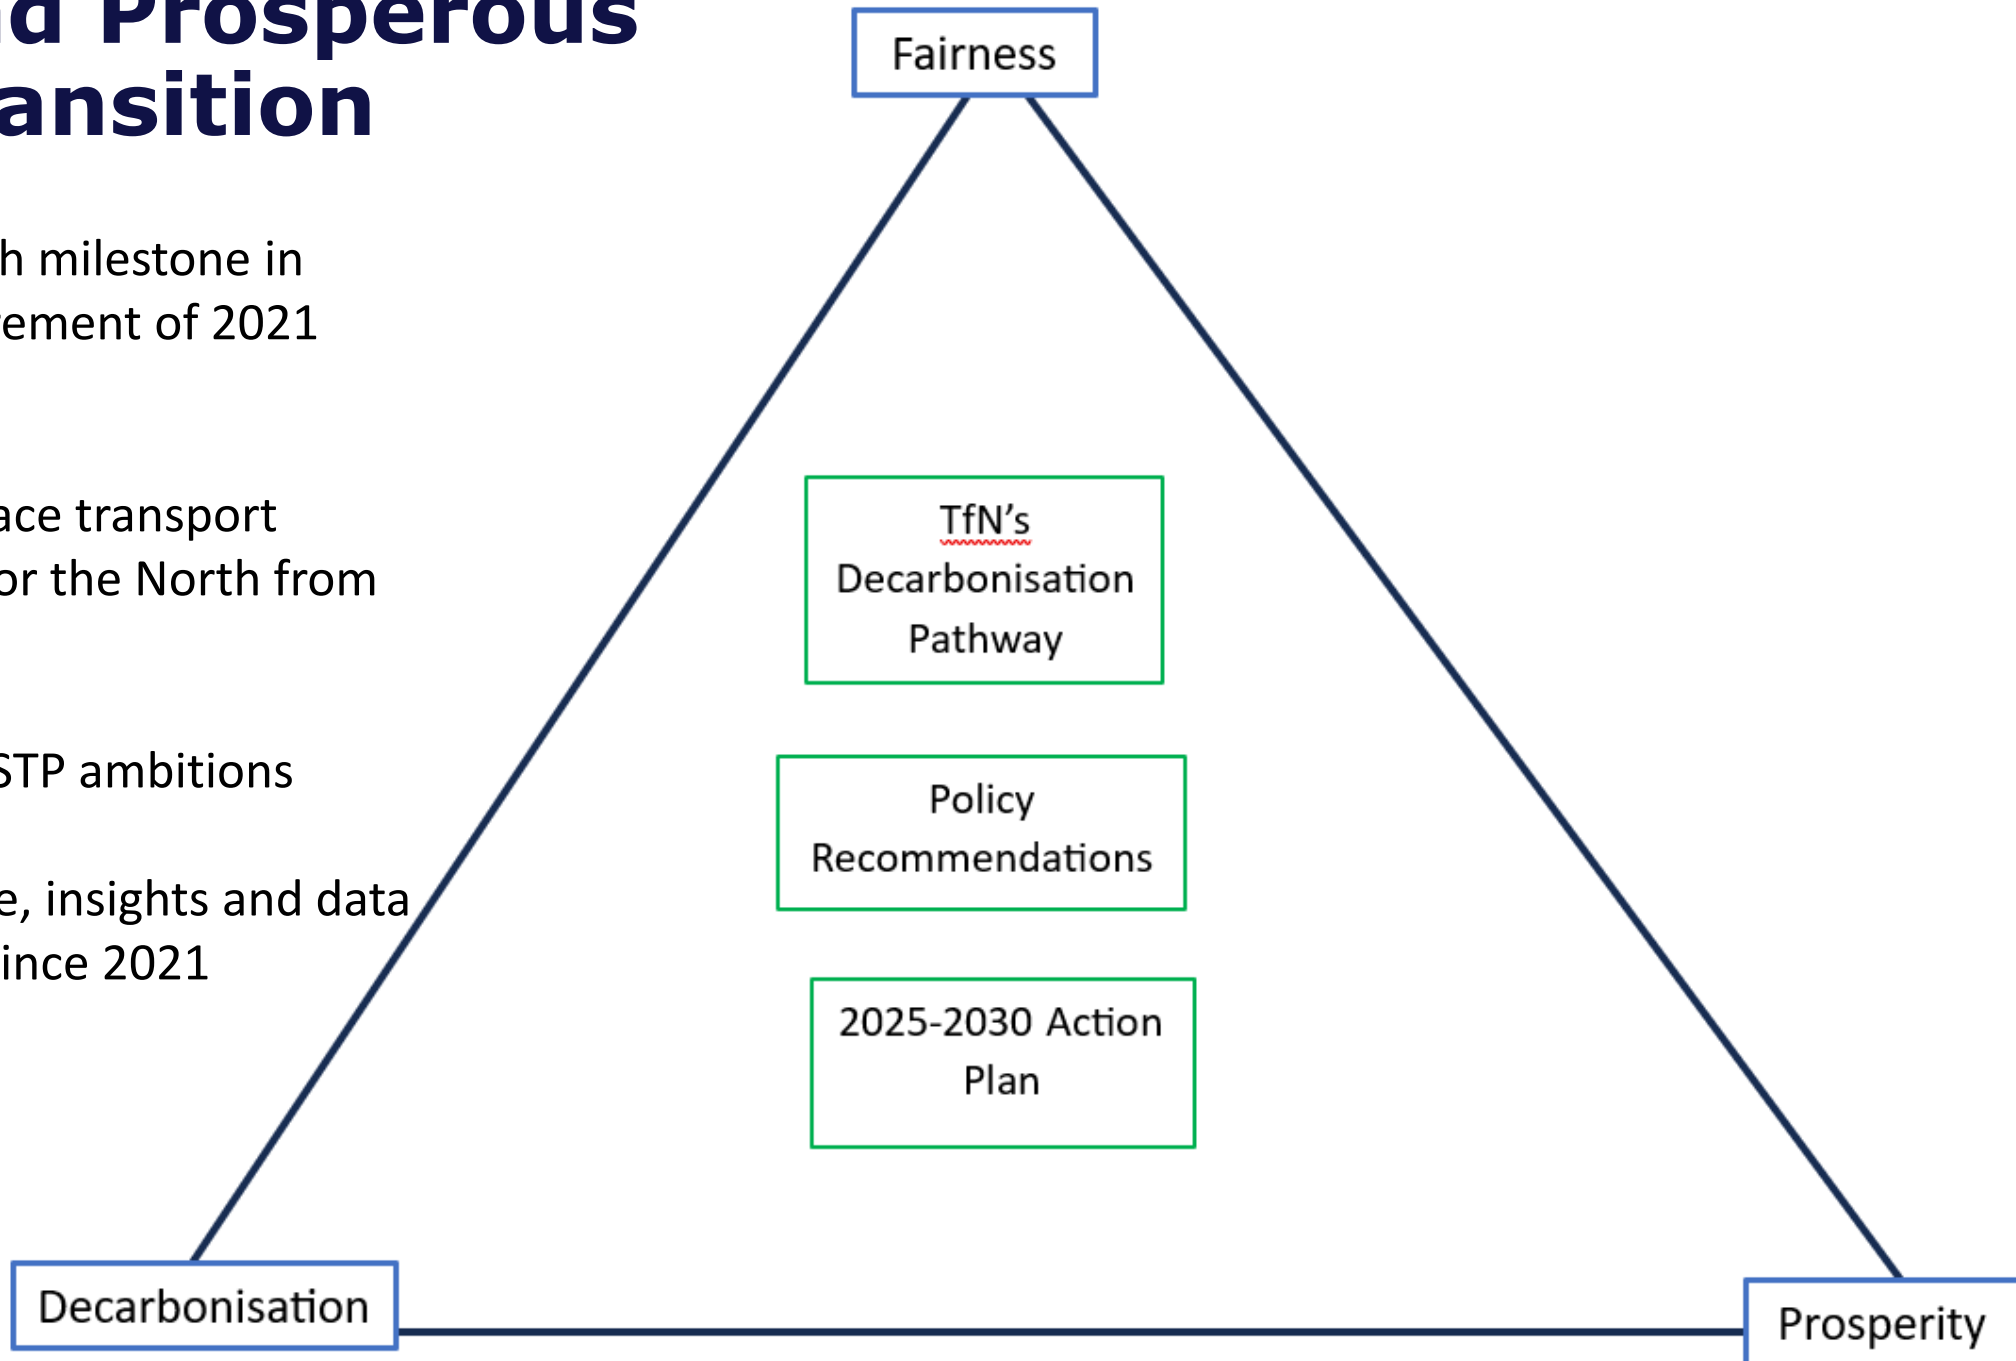 d Prosperous
ansition
h milestone in
ement of 2021
ace transport
or the North from
STP ambitions
e, insights and data
ince 2021
Fairness
TfN's
Decarbonisation
Pathway
Policy
Recommendations
2025-2030 Action
Plan
Decarbonisation
Prosperity